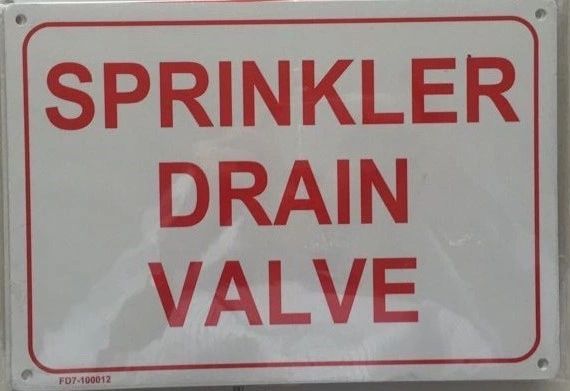 SPRINKLER
DRAIN
VALVE
FD7-100012